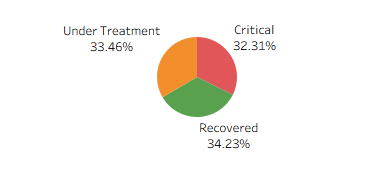 Under Treatment
33.46%
Critical
32.31%
Recovered
34.23%